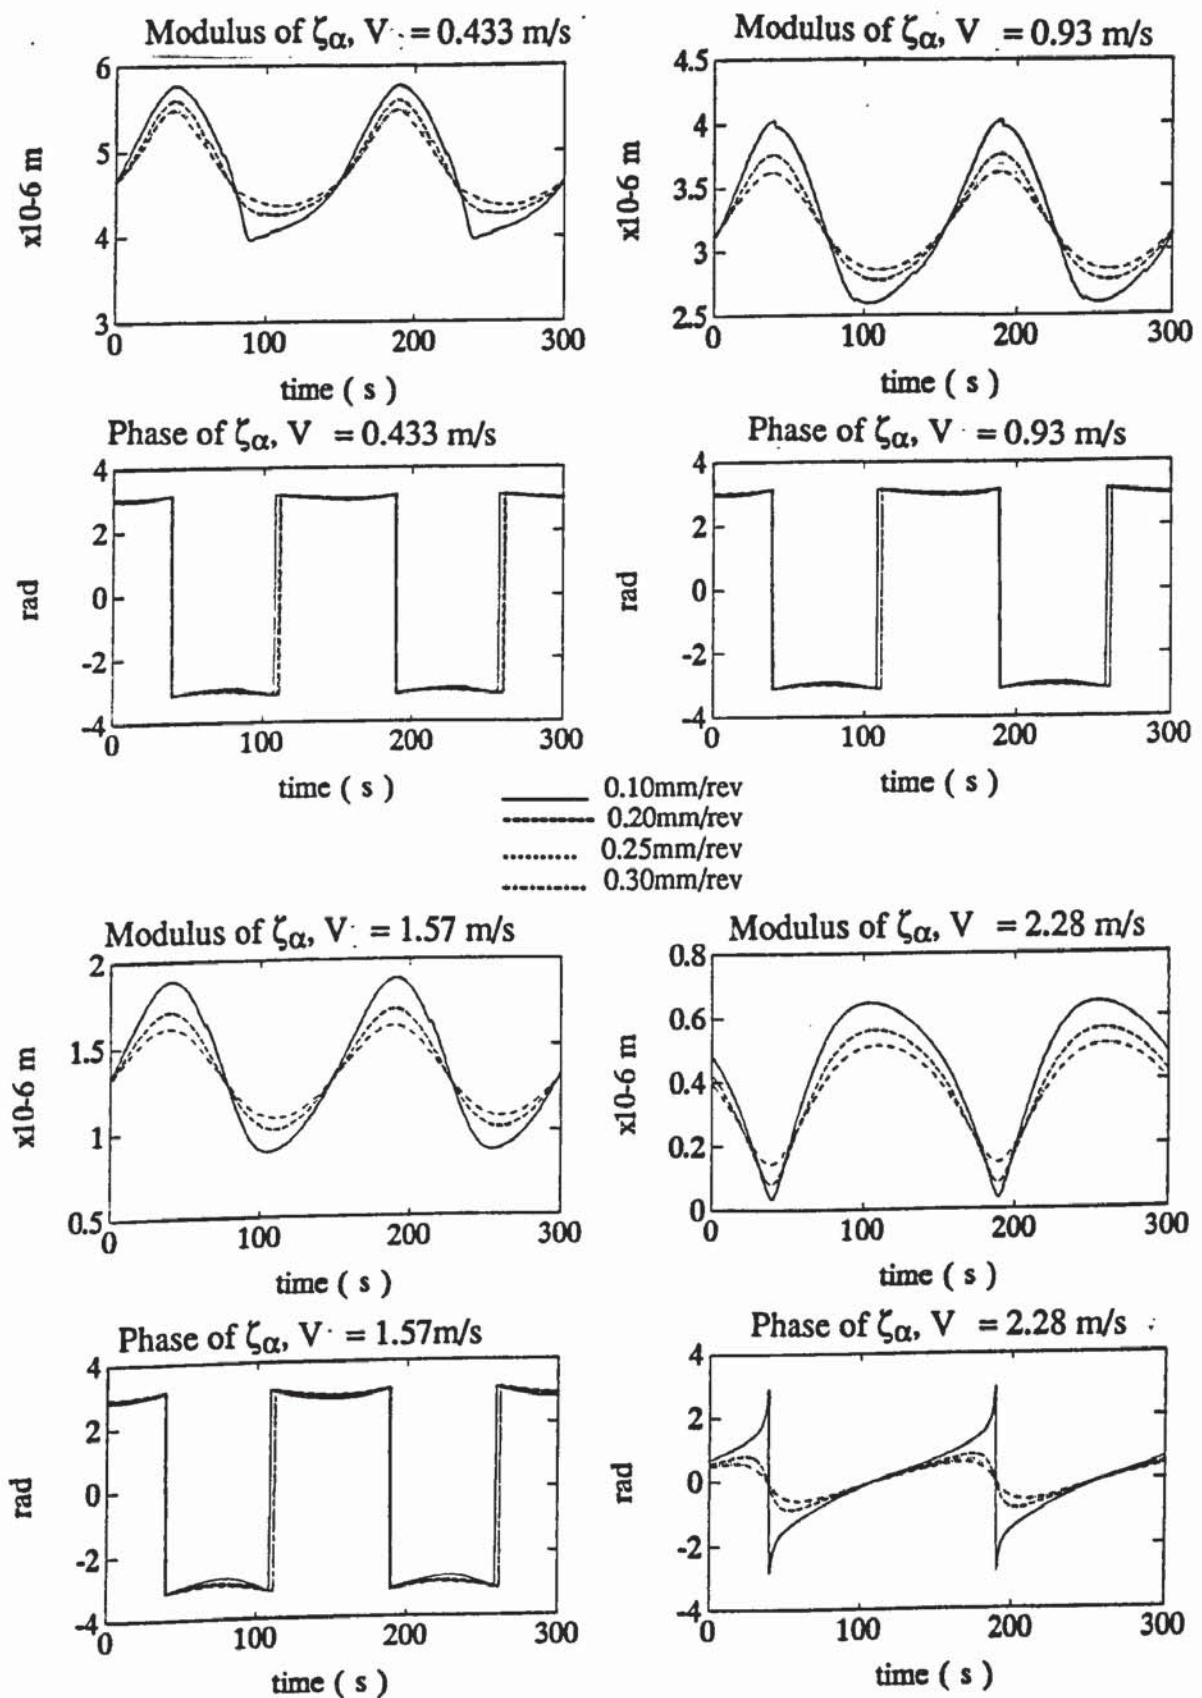 Modulus of ζα, V = 0.433 m/s
6
5
4
3
x10-6 m
0 100 200 300
time ( s )
Modulus of ζα, V = 0.93 m/s
4.5
4
3.5
3
2.5
x10-6 m
0 100 200 300
time ( s )
Phase of ζα, V = 0.433 m/s
4
2
0
-2
-4
rad
0 100 200 300
time ( s )
Phase of ζα, V = 0.93 m/s
4
2
0
-2
-4
rad
0 100 200 300
time ( s )
0.10mm/rev
0.20mm/rev
0.25mm/rev
0.30mm/rev
Modulus of ζα, V = 1.57 m/s
2
1.5
1
0.5
x10-6 m
0 100 200 300
time ( s )
Modulus of ζα, V = 2.28 m/s
0.8
0.6
0.4
0.2
0
x10-6 m
0 100 200 300
time ( s )
Phase of ζα, V = 1.57m/s
4
2
0
-2
-4
rad
0 100 200 300
time ( s )
Phase of ζα, V = 2.28 m/s
4
2
0
-2
-4
rad
0 100 200 300
time ( s )